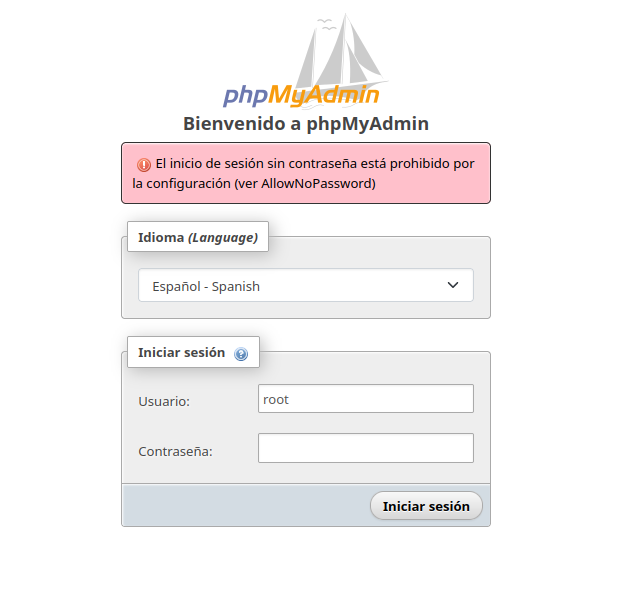 phpMyAdmin
Bienvenido a phpMyAdmin
El inicio de sesión sin contraseña está prohibido por
la configuración (ver AllowNoPassword)
Idioma (Language)
Español - Spanish
Iniciar sesión
Usuario:
root
Contraseña:
Iniciar sesión